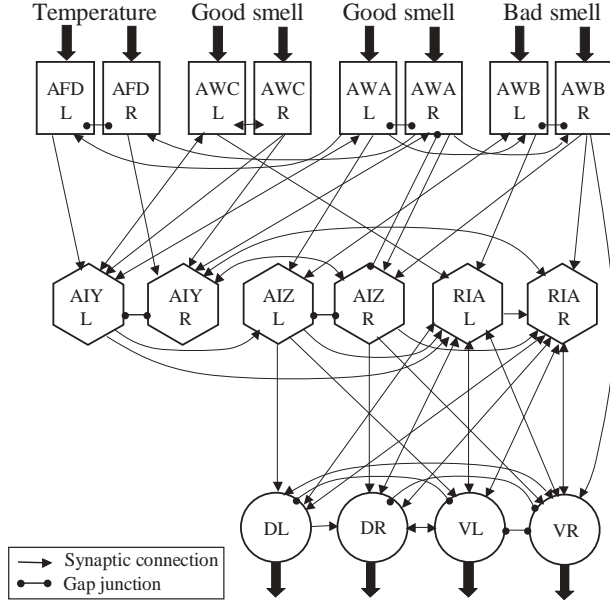 Temperature Good smell Good smell Bad smell
AFD AFD AWC AWC AWA AWA AWB AWB
L R L R L R L R
AIY AIY AIZ AIZ RIA RIA
L R L R L R
DL DR VL VR
Synaptic connection
Gap junction